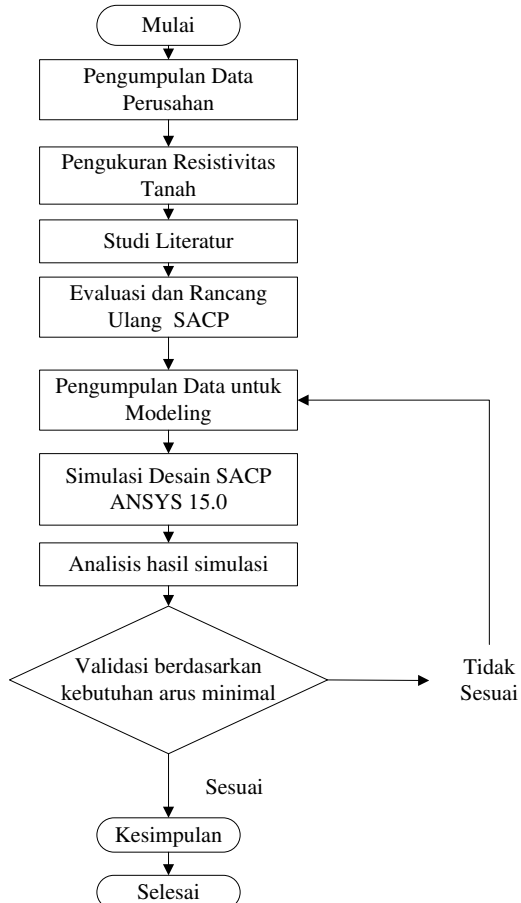 Mulai
Pengumpulan Data
Perusahan
Pengukuran Resistivitas
Tanah
Studi Literatur
Evaluasi dan Rancang
Ulang SACP
Pengumpulan Data untuk
Modeling
Simulasi Desain SACP
ANSYS 15.0
Analisis hasil simulasi
Validasi berdasarkan
kebutuhan arus minimal
Tidak
Sesuai
Sesuai
Kesimpulan
Selesai